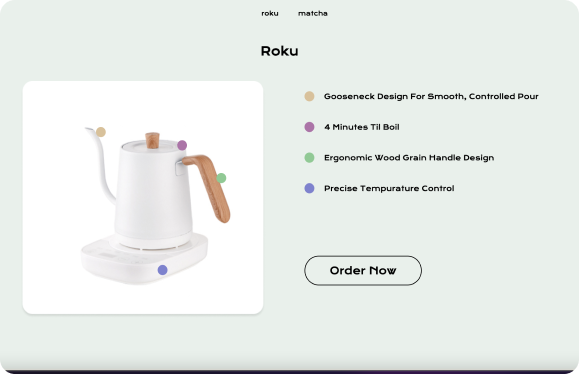 roku matcha
Roku
Gooseneck Design For Smooth, Controlled Pour
4 Minutes Til Boil
Ergonomic Wood Grain Handle Design
Precise Tempurature Control
Order Now